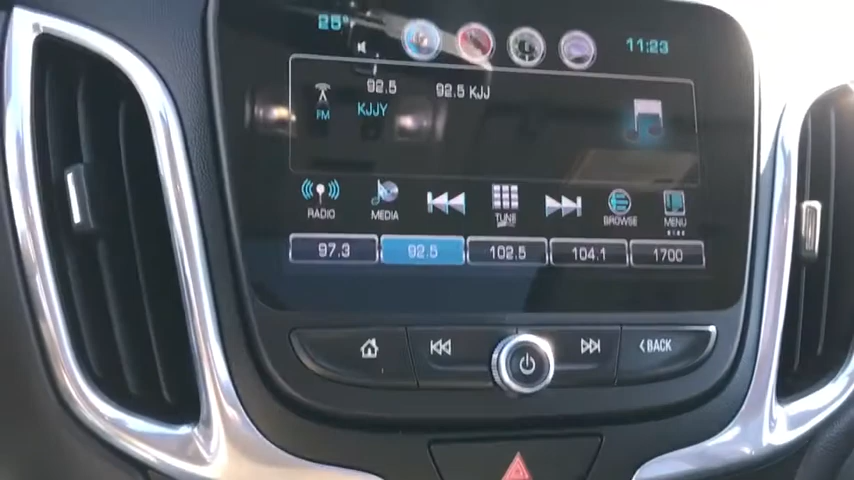 25° 11:23
92.5 92.5 KJJ
FM KJJY
RADIO MEDIA TUNE BROWSE MENU
97.3 92.5 102.5 104.1 1700
BACK